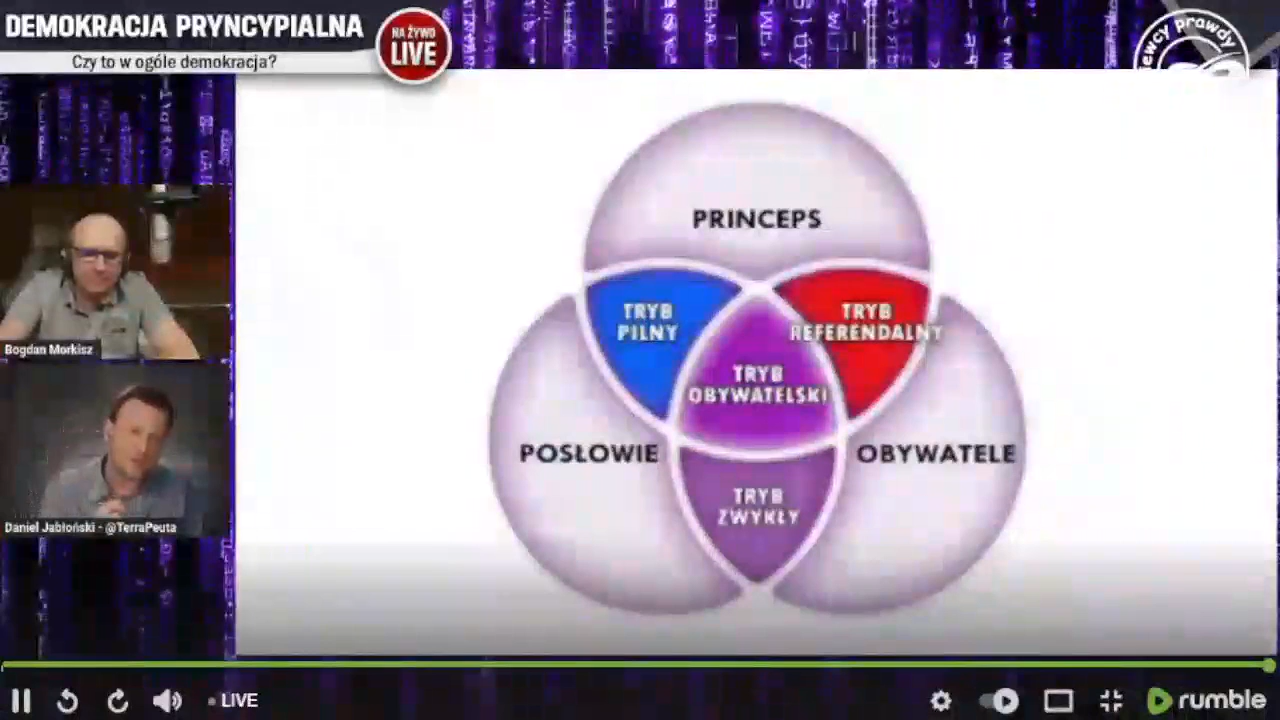 DEMOKRACJA PRYNCYPIALNA
Czy to w ogóle demokracja?
NA ŻYWO
LIVE
prawdy
PRINCEPS
TRYB
PILNY
TRYB
REFERENDALNY
TRYB
OBYWATELSKI
POSŁOWIE
OBYWATELE
TRYB
ZWYKŁY
Bogdan Morkisz
Daniel Jabłoński - @TerraPeuta
LIVE
rumble